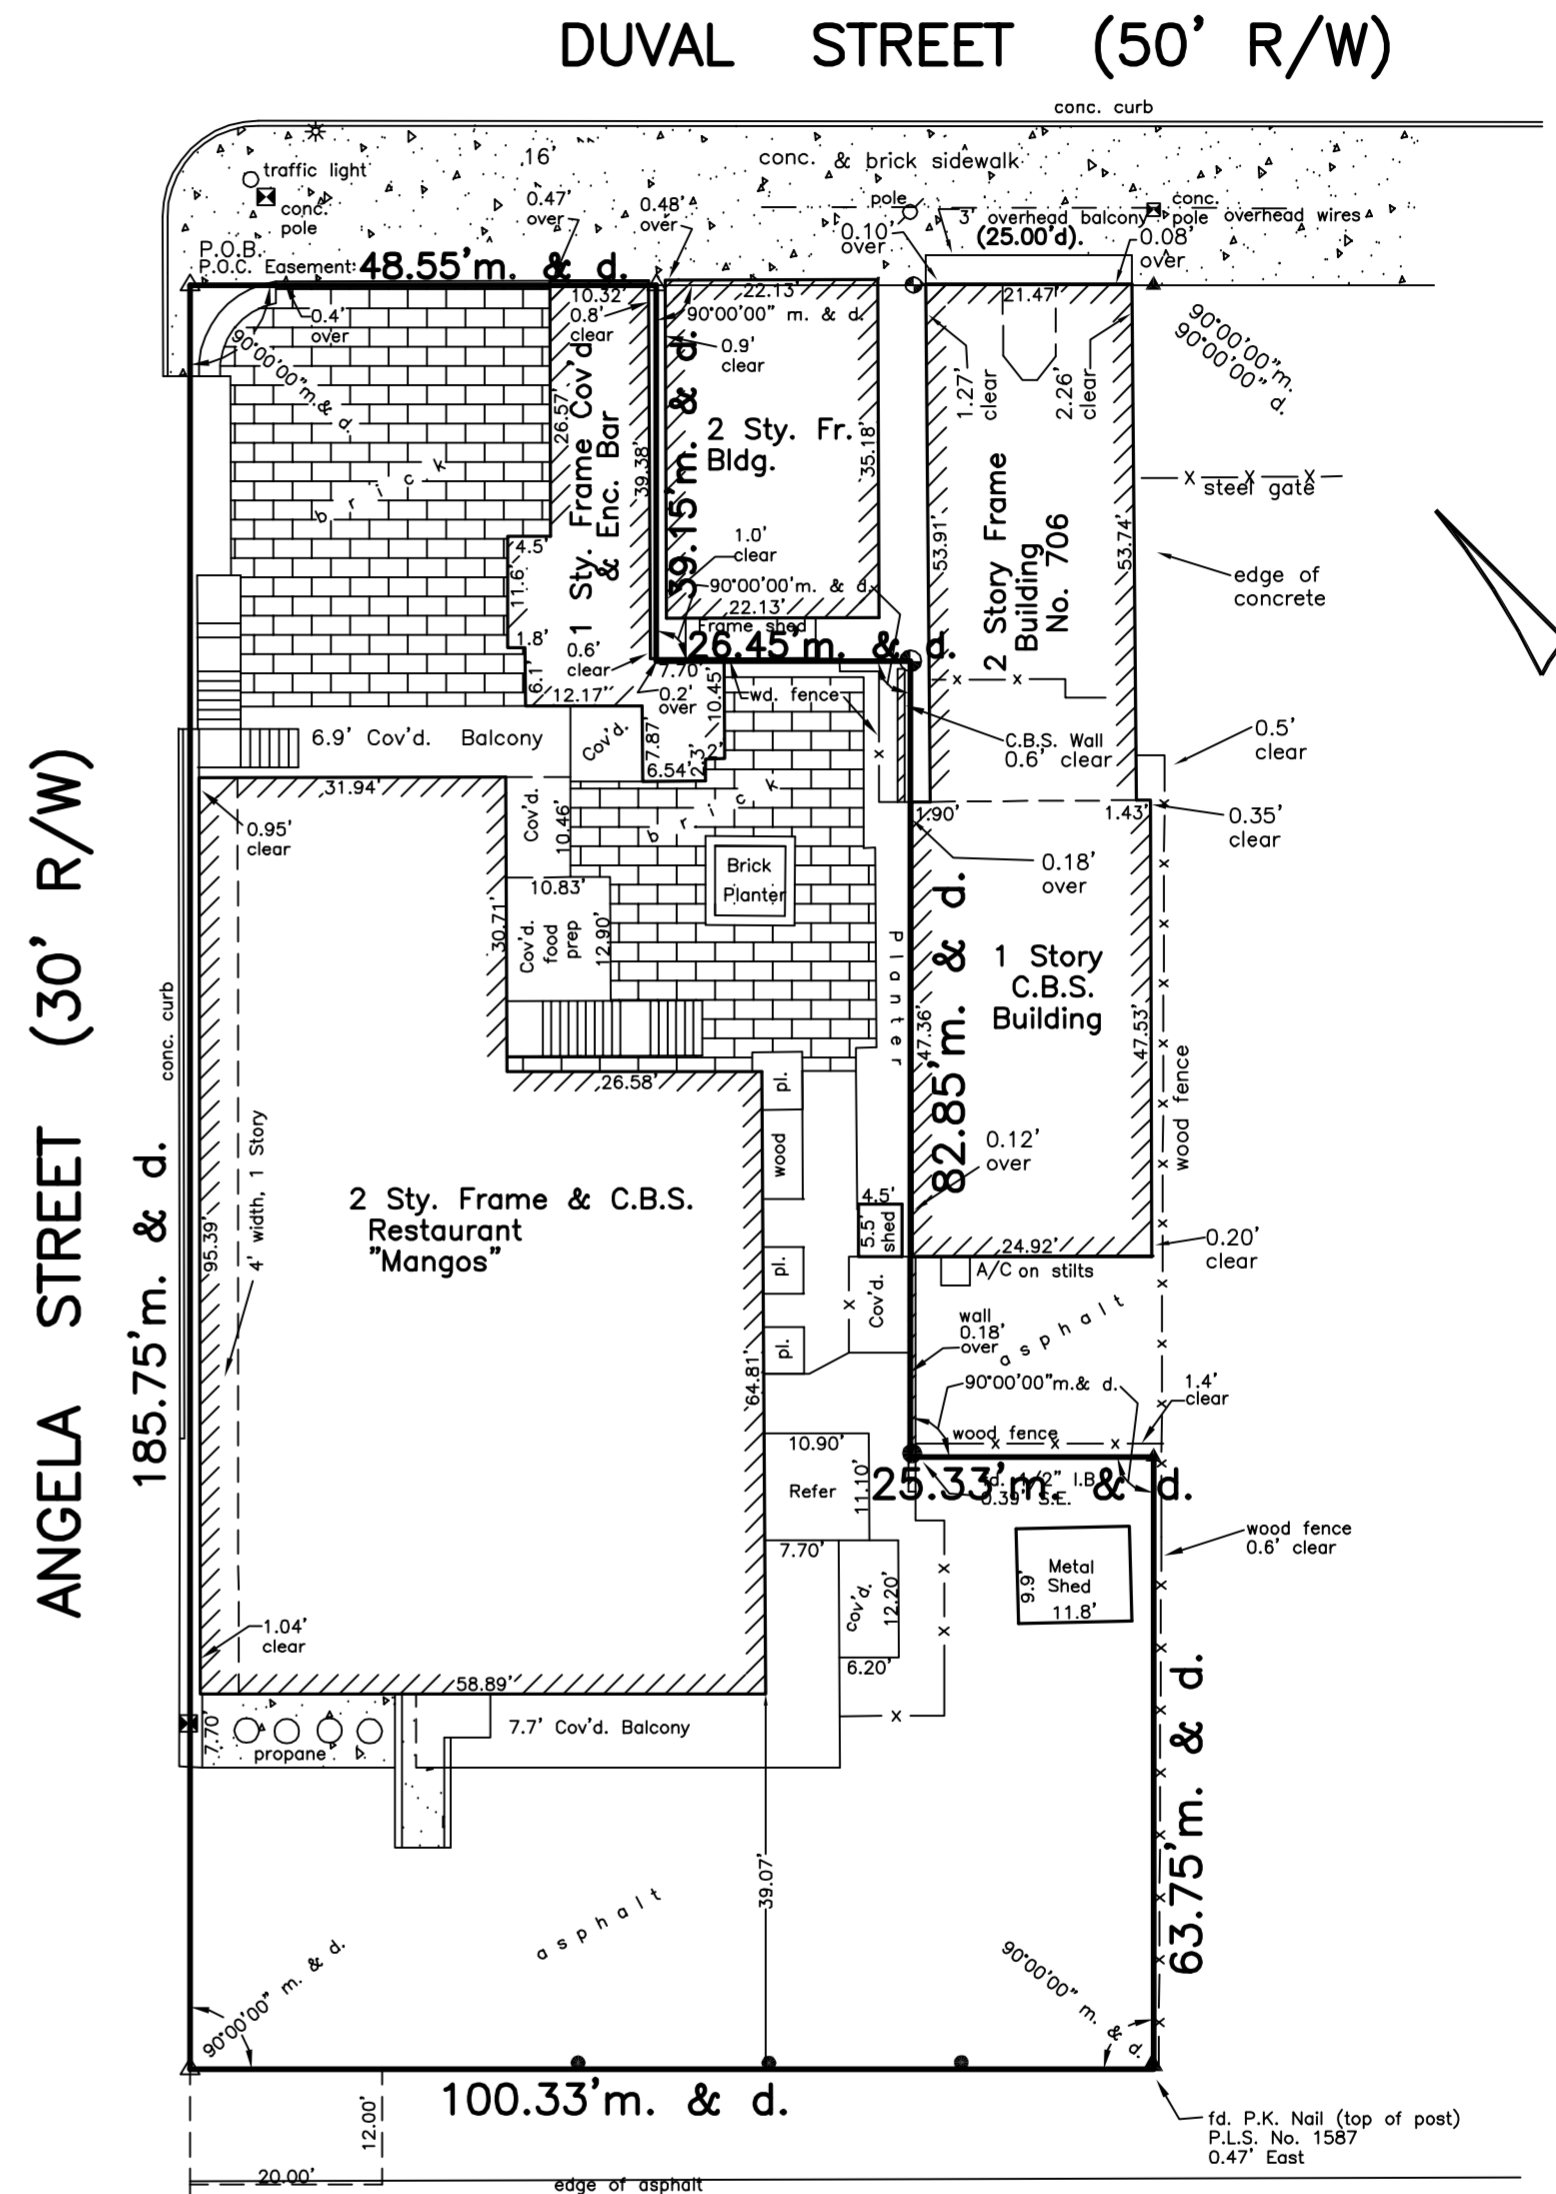 DUVAL STREET (50' R/W)
conc. curb
16'
conc. & brick sidewalk
traffic light
conc.
pole
0.47'
over
0.48'
over
pole
0.10'
over
3' overhead balcony
(25.00'd).
conc.
pole overhead wires
0.08'
over
P.O.B.
P.O.C. Easement
48.55'm. & d.
0.4'
over
90°00'00"m.& d.
10.32'
0.8'
clear
22.13'
90°00'00" m. & d.
0.9'
clear
21.47'
1.27'
clear
2.26'
clear
90°00'00"m.
90°00'00" d.
brick
26.57'
1 Sty. Frame Cov'd
& Enc. Bar
39.38'
39.15'm. & d.
2 Sty. Fr.
Bldg.
35.18'
1.0'
clear
90°00'00'm. & d.
22.13'
Frame shed
53.91'
2 Story Frame
Building
No. 706
53.74'
steel gate
edge of
concrete
4.5'
11.6'
1.8'
6.1'
12.17"
0.6'
clear
26.45'm. & d.
7.70'
0.2'
over
10.45'
wd. fence
C.B.S. Wall
0.6' clear
0.5'
clear
6.9' Cov'd. Balcony
Cov'd.
7.87'
6.54'
2.3'
2'
31.94'
0.95'
clear
Cov'd.
10.46'
brick
Brick
Planter
1.90'
1.43'
0.35'
clear
0.18'
over
10.83'
30.71'
Cov'd.
food
prep
12.90'
Planter
82.85'm. & d.
1 Story
C.B.S.
Building
47.36'
47.53'
wood fence
ANGELA STREET (30' R/W)
conc. curb
185.75'm. & d.
26.58'
pl.
wood
4' width, 1 Story
95.39'
2 Sty. Frame & C.B.S.
Restaurant
"Mangos"
0.12'
over
4.5'
5.5'
shed
24.92'
0.20'
clear
A/C on stilts
pl.
Cov'd.
pl.
wall
0.18'
over
asphalt
90°00'00"m.& d.
1.4'
clear
64.81'
wood fence
10.90'
Refer
11.10'
25.33'm. & d.
0.39' S.E.
7.70'
Cov'd.
12.20'
6.20'
Metal
Shed
9.9'
11.8'
wood fence
0.6' clear
1.04'
clear
58.89'
7.70'
propane
7.7' Cov'd. Balcony
63.75'm. & d.
39.07'
asphalt
90°00'00" m. & d.
90°00'00" m. & d.
100.33'm. & d.
12.00'
20.00'
edge of asphalt
fd. P.K. Nail (top of post)
P.L.S. No. 1587
0.47' East